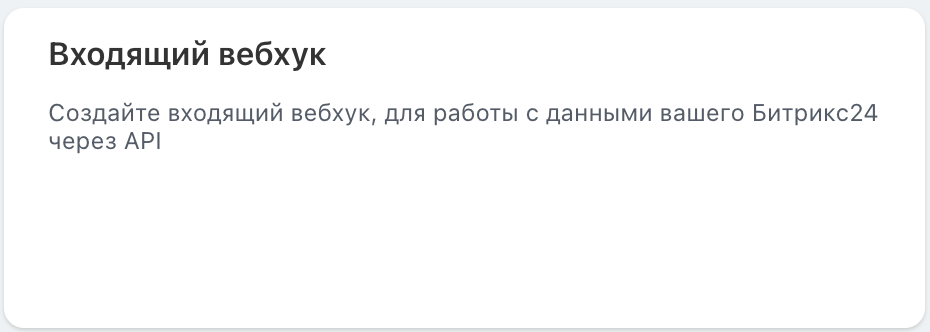 Входящий вебхук
Создайте входящий вебхук, для работы с данными вашего Битрикс24
через API